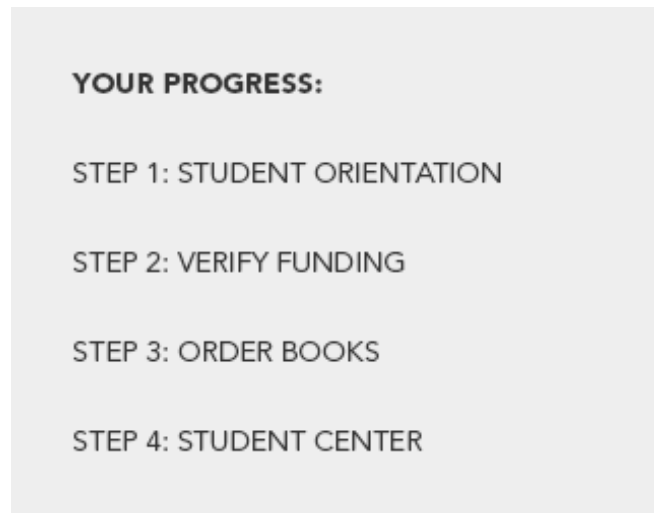 YOUR PROGRESS:
STEP 1: STUDENT ORIENTATION
STEP 2: VERIFY FUNDING
STEP 3: ORDER BOOKS
STEP 4: STUDENT CENTER